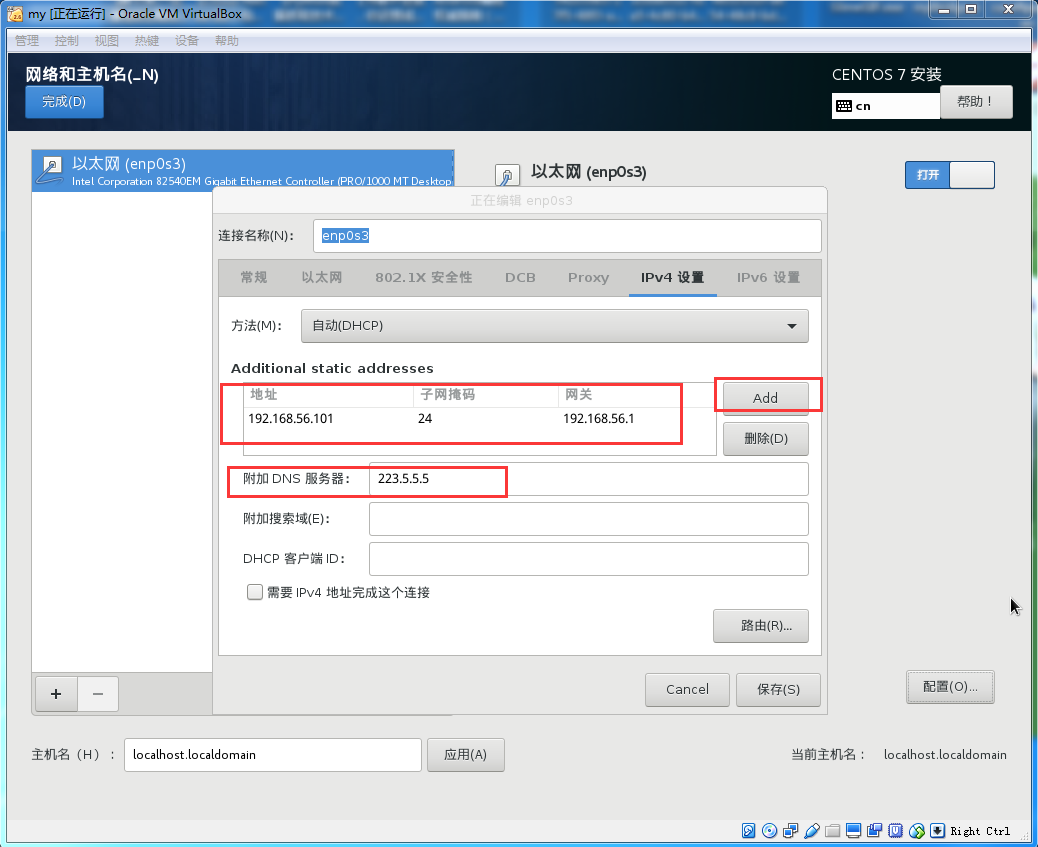 my [正在运行] - Oracle VM VirtualBox
管理 控制 视图 热键 设备 帮助
网络和主机名(_N)
CENTOS 7 安装
完成(D)
cn
帮助！
以太网 (enp0s3)
Intel Corporation 82540EM Gigabit Ethernet Controller (PRO/1000 MT Desktop
以太网 (enp0s3)
打开
正在编辑 enp0s3
连接名称(N)： enp0s3
常规 以太网 802.1X 安全性 DCB Proxy IPv4 设置 IPv6 设置
方法(M)： 自动(DHCP)
Additional static addresses
地址 子网掩码 网关
192.168.56.101 24 192.168.56.1
Add
删除(D)
附加 DNS 服务器： 223.5.5.5
附加搜索域(E)：
DHCP 客户端 ID：
需要 IPv4 地址完成这个连接
路由(R)...
Cancel 保存(S)
配置(O)...
主机名（H）： localhost.localdomain 应用(A) 当前主机名： localhost.localdomain
Right Ctrl